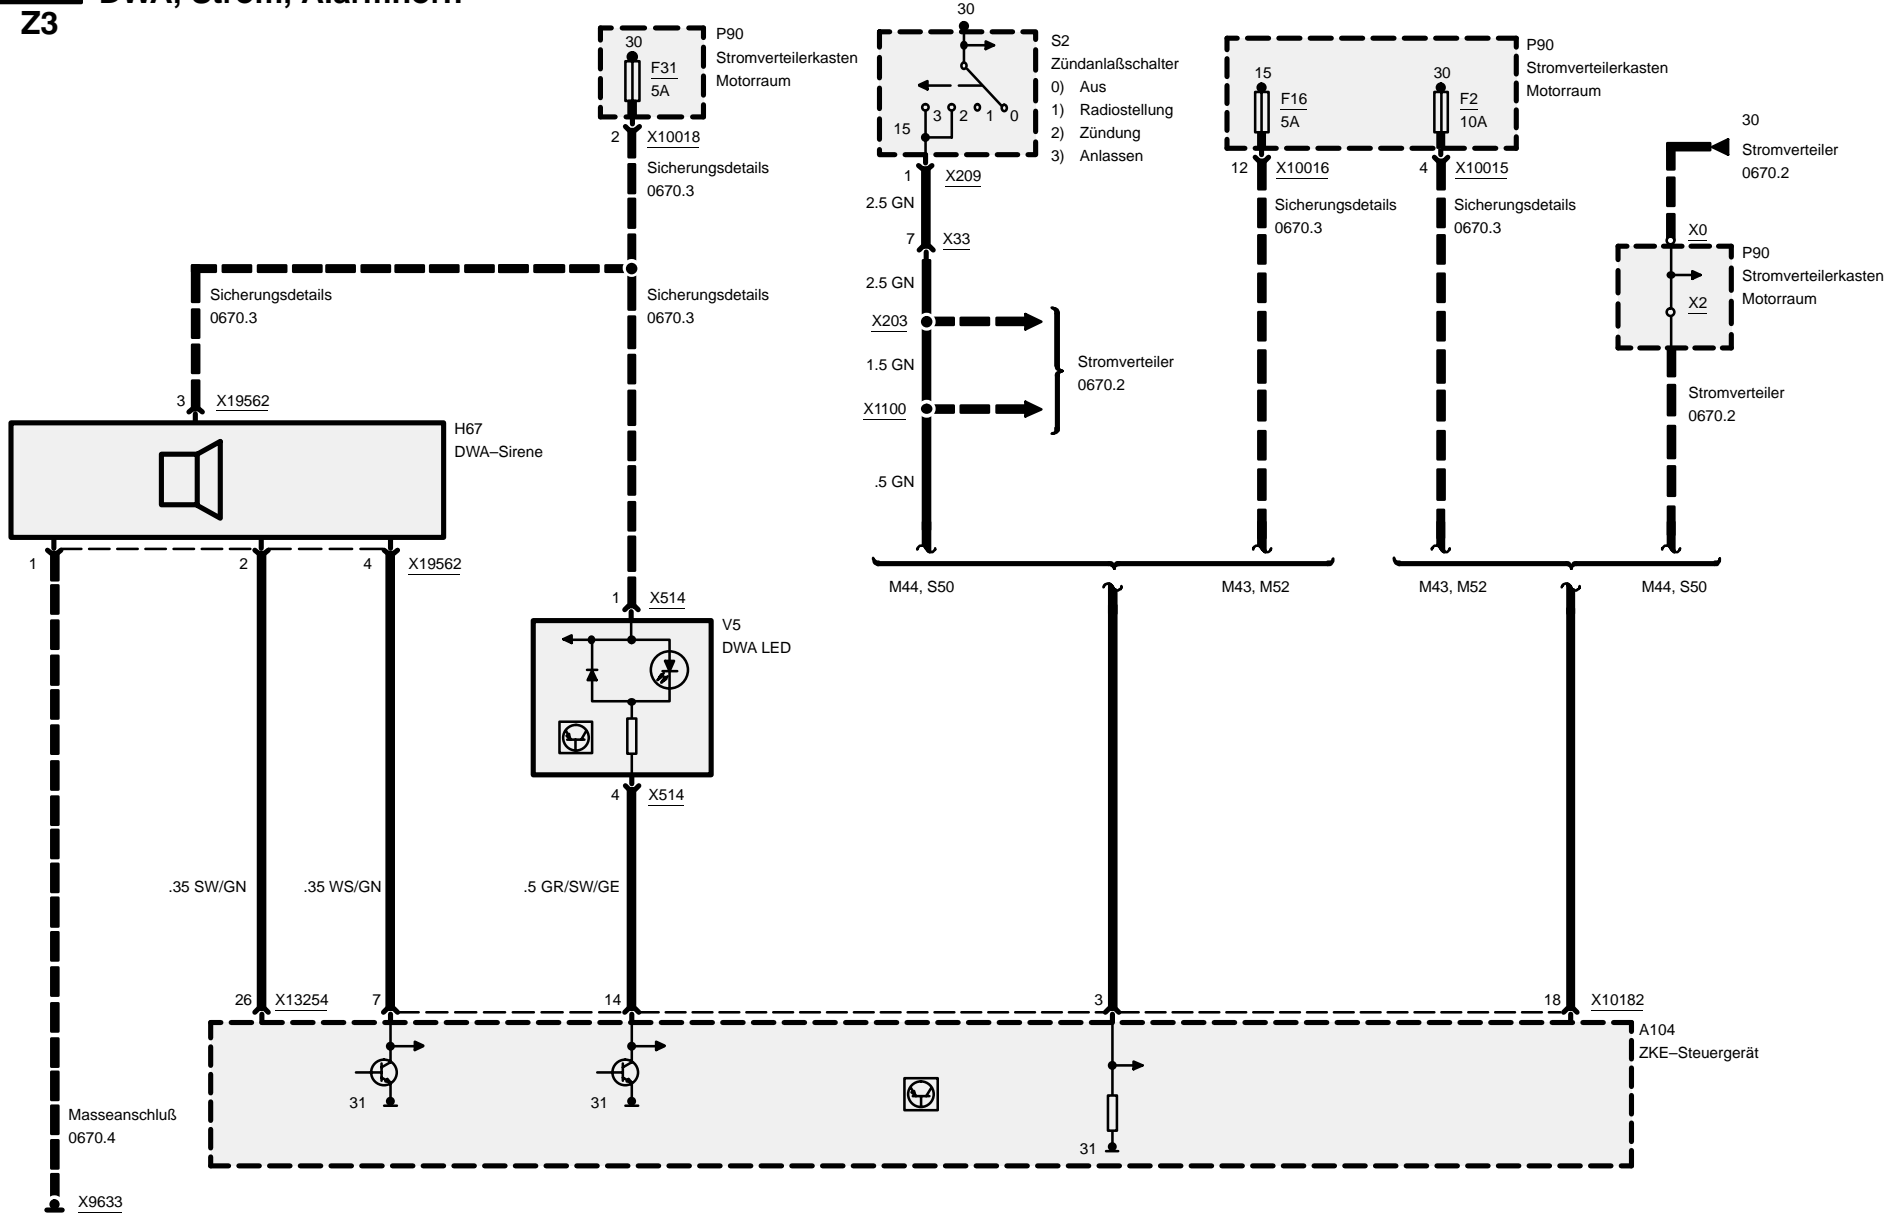 DWA, Strom, Alarmhorn
Z3
30
F31
5A
P90
Stromverteilerkasten
Motorraum
2
X10018
Sicherungsdetails
0670.3
Sicherungsdetails
0670.3
Sicherungsdetails
0670.3
30
S2
Zündanlaßschalter
0) Aus
1) Radiostellung
2) Zündung
3) Anlassen
3 2 1 0
15
1
X209
2.5 GN
7
X33
2.5 GN
X203
1.5 GN
X1100
.5 GN
Stromverteiler
0670.2
15
F16
5A
30
F2
10A
P90
Stromverteilerkasten
Motorraum
12
X10016
Sicherungsdetails
0670.3
4
X10015
Sicherungsdetails
0670.3
30
Stromverteiler
0670.2
X0
P90
Stromverteilerkasten
Motorraum
X2
Stromverteiler
0670.2
M44, S50
M43, M52
M43, M52
M44, S50
3
X19562
H67
DWA–Sirene
1
2
4
X19562
1
X514
V5
DWA LED
4
X514
.35 SW/GN
.35 WS/GN
.5 GR/SW/GE
26
X13254
7
14
3
18
X10182
A104
ZKE–Steuergerät
31
31
31
Masseanschluß
0670.4
X9633